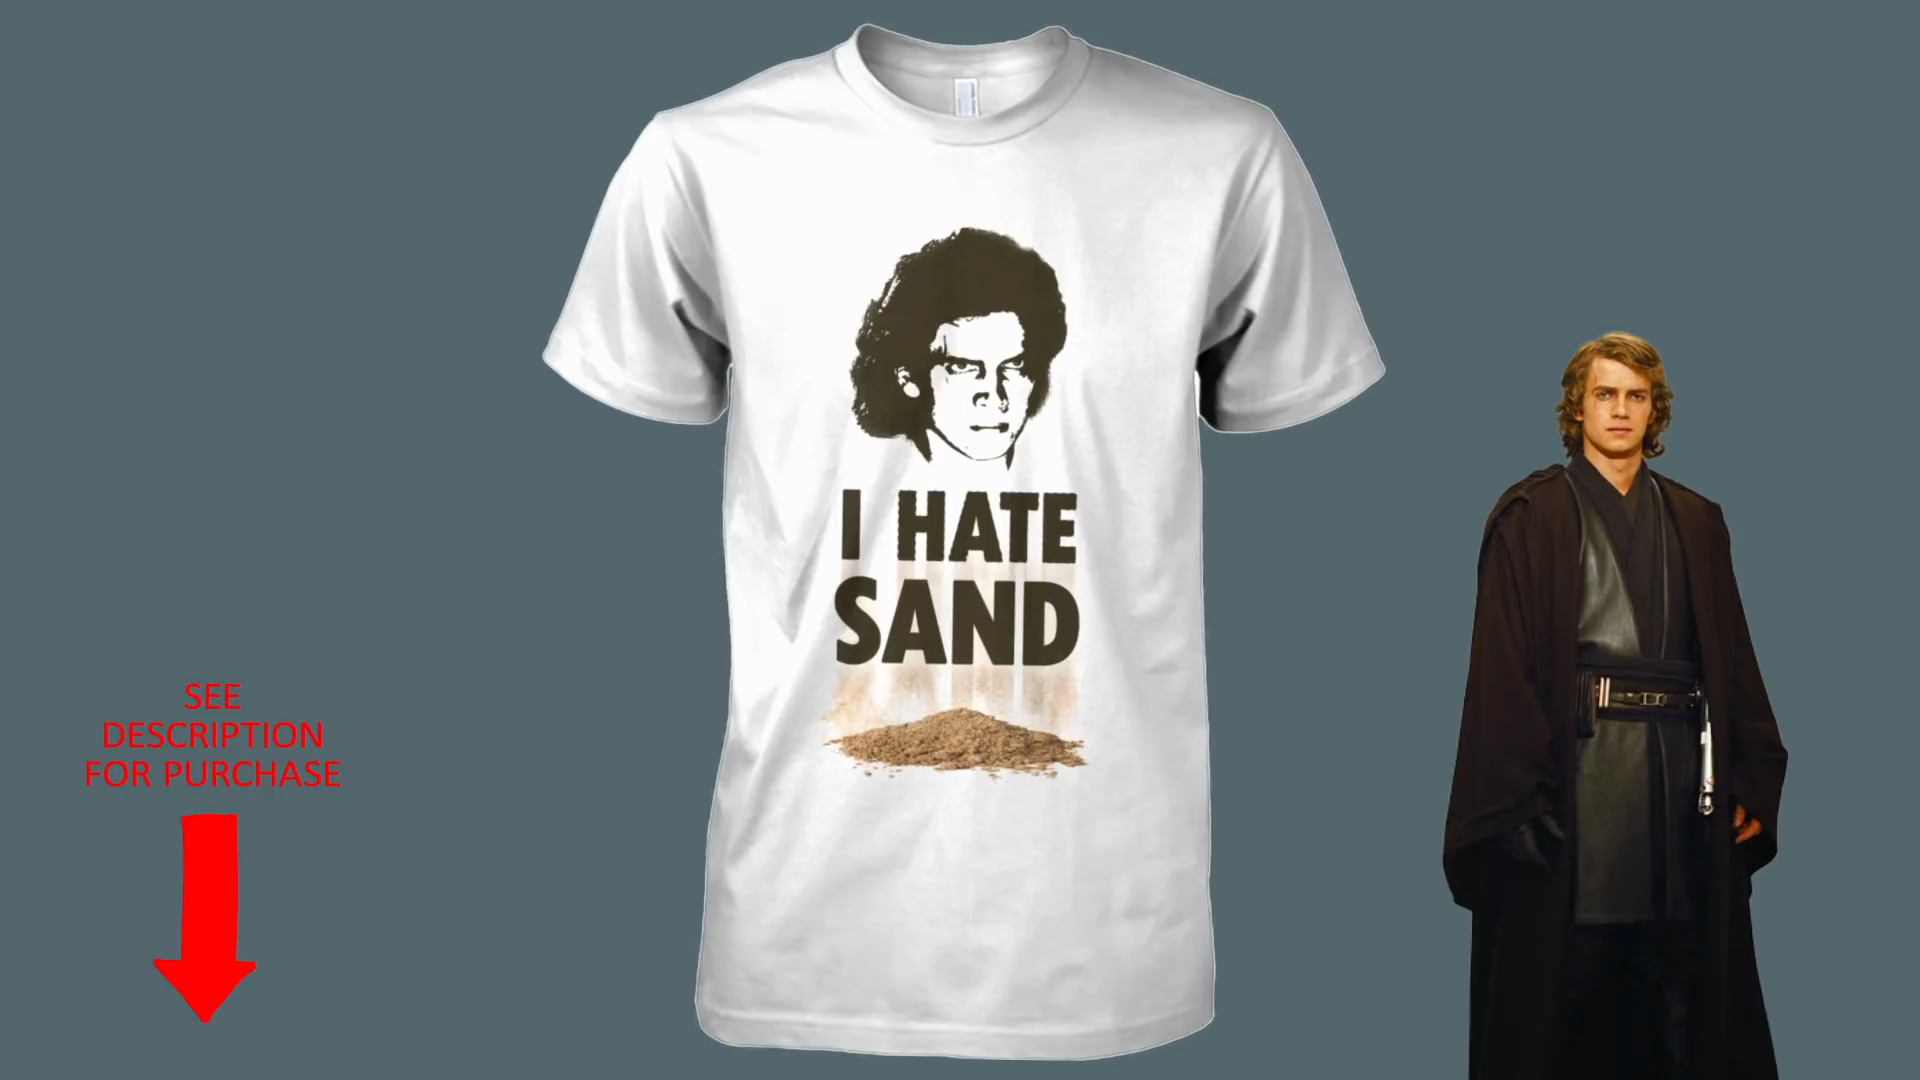 I HATE
SAND
SEE
DESCRIPTION
FOR PURCHASE